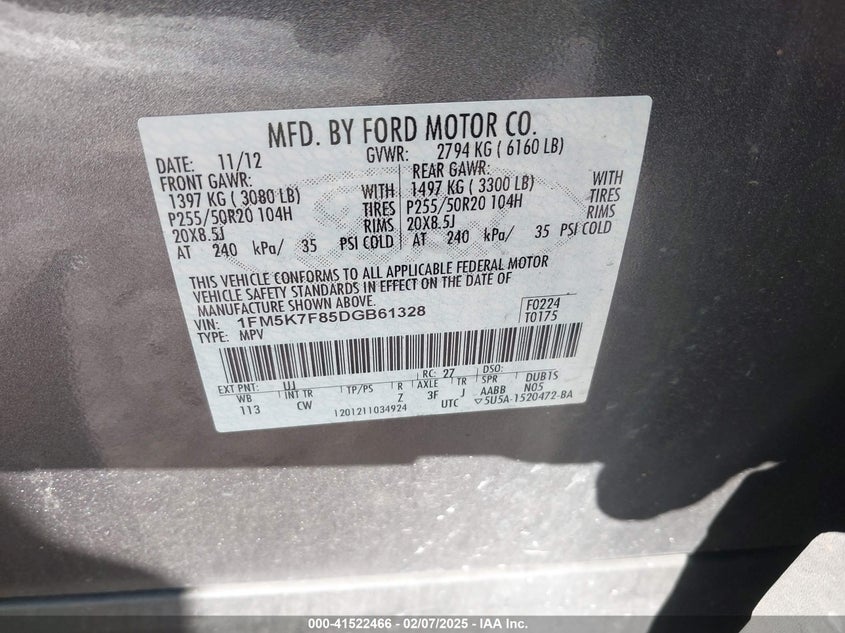 MFD. BY FORD MOTOR CO.
DATE: 11/12 GVWR: 2794 KG ( 6160 LB)
FRONT GAWR: REAR GAWR:
1397 KG ( 3080 LB) WITH 1497 KG ( 3300 LB) WITH
P255/50R20 104H TIRES P255/50R20 104H TIRES
20X8.5J RIMS 20X8.5J RIMS
AT 240 kPa/ 35 PSI COLD AT 240 kPa/ 35 PSI COLD
THIS VEHICLE CONFORMS TO ALL APPLICABLE FEDERAL MOTOR
VEHICLE SAFETY STANDARDS IN EFFECT ON THE DATE OF
MANUFACTURE SHOWN ABOVE.
VIN: 1FM5K7F85DGB61328 F0224
TYPE: MPV T0175
EXT PNT: UJ RC: 27 DSO:
WB INT TR TP/PS R AXLE TR SPR DUBTS
113 CW Z 3F J AABB N05
1201211034924 UTC ▽5U5A-1520472-BA
000-41522466 - 02/07/2025 - IAA Inc.